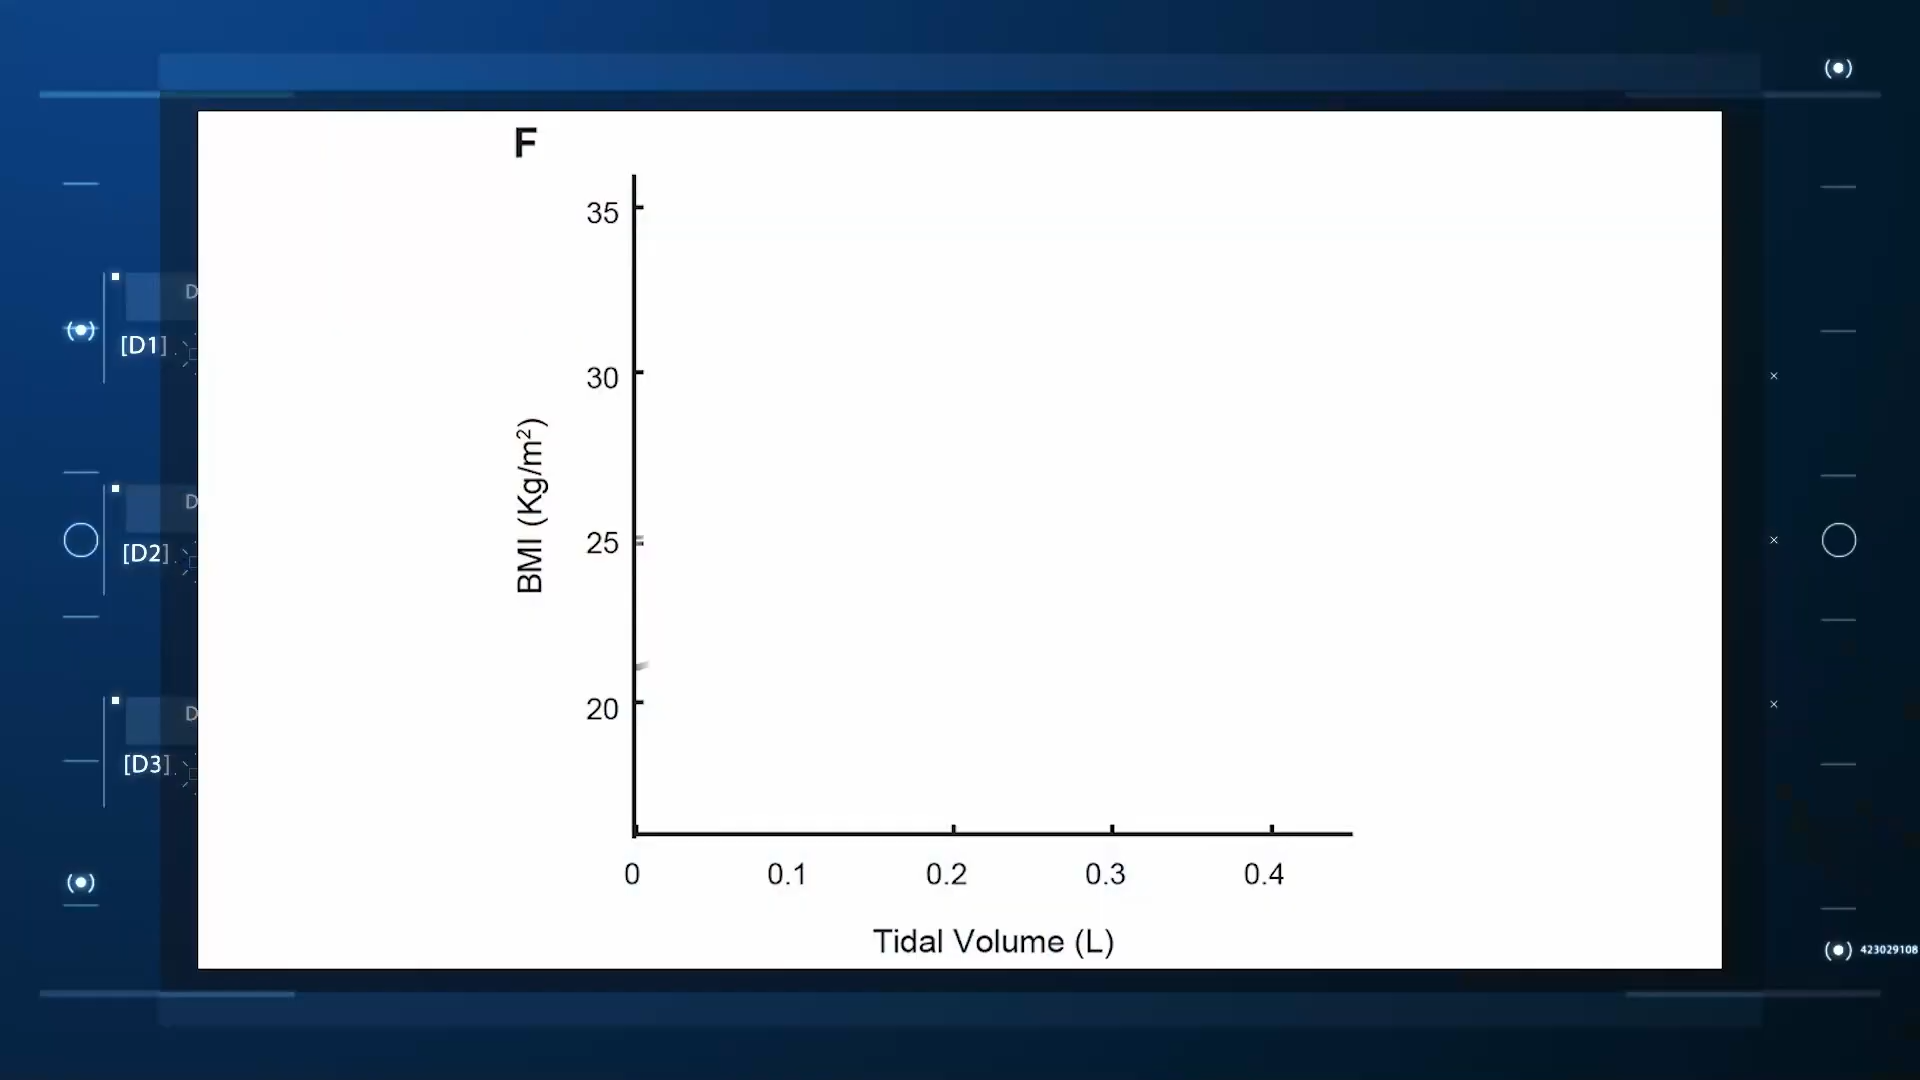 F
35
30
25
20
BMI (Kg/m²)
0 0.1 0.2 0.3 0.4
Tidal Volume (L)
D
[D1]
D
[D2]
D
[D3]
423029108